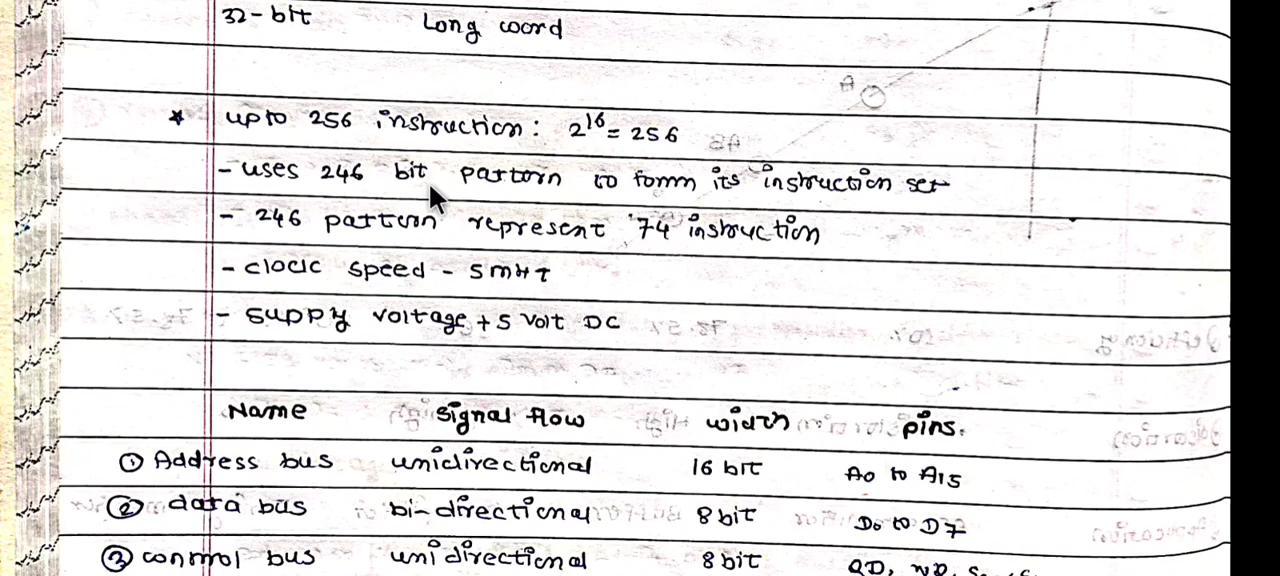 32-bit Long word
* upto 256 instruction: 2^16 = 256
- uses 246 bit pattern to form its instruction set
- 246 pattern represent 74 instruction
- clock speed - 5 mHz
- supply voltage +5 volt DC
Name signal flow width pins.
① Address bus unidirectional 16 bit A0 to A15
② data bus bi-directional 8 bit D0 to D7
③ control bus unidirectional 8 bit
A